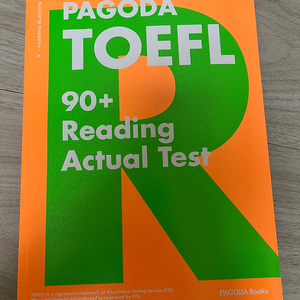 PAGODA
TOEFL
90+
Reading
Actual Test
R
PAGODA Books